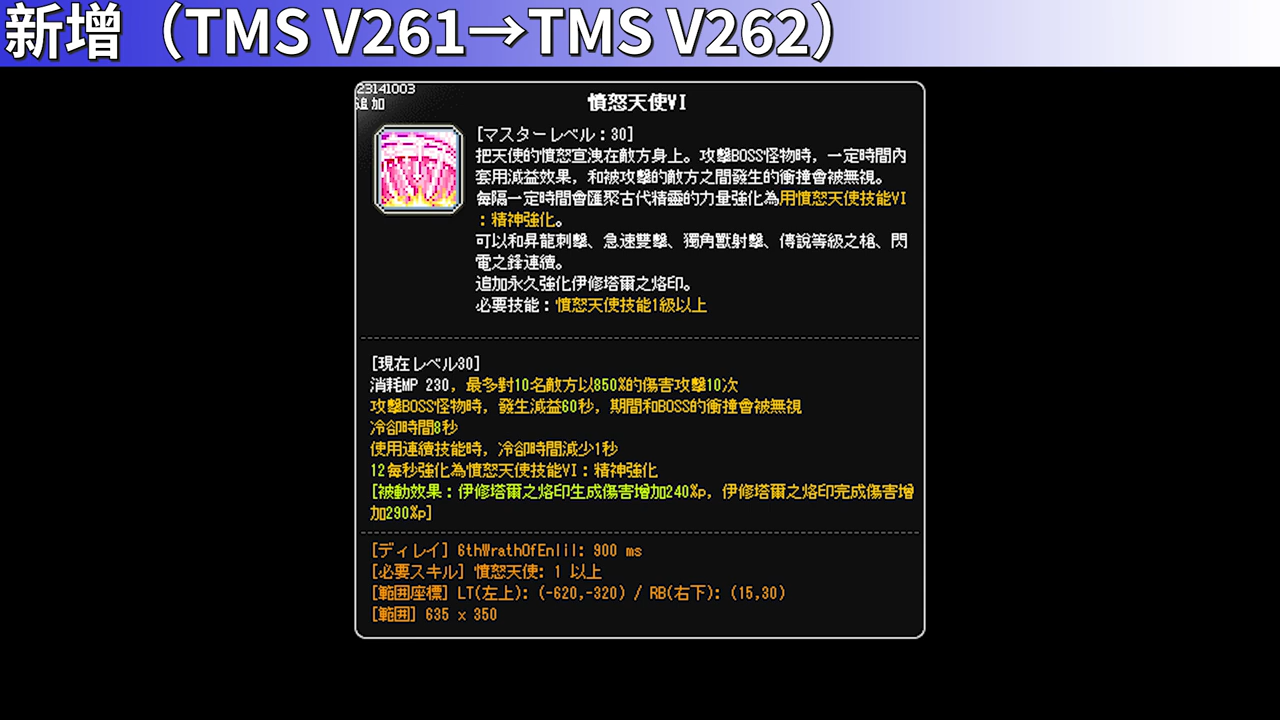 新增（TMS V261→TMS V262）
23141003
追加
憤怒天使VI
[マスターレベル：30]
把天使的憤怒宣洩在敵方身上。攻擊BOSS怪物時，一定時間內
套用減益效果，和被攻擊的敵方之間發生的衝撞會被無視。
每隔一定時間會匯聚古代精靈的力量強化為用憤怒天使技能VI
：精神強化。
可以和昇龍刺擊、急速雙擊、獨角獸射擊、傳說等級之槍、閃
電之鋒連續。
追加永久強化伊修塔爾之烙印。
必要技能：憤怒天使技能1級以上
[現在レベル30]
消耗MP 230，最多對10名敵方以850%的傷害攻擊10次
攻擊BOSS怪物時，發生減益60秒，期間和BOSS的衝撞會被無視
冷卻時間8秒
使用連續技能時，冷卻時間減少1秒
12每秒強化為憤怒天使技能VI：精神強化
[被動效果：伊修塔爾之烙印生成傷害增加240%p，伊修塔爾之烙印完成傷害增
加290%p]
[ディレイ] 6thWrathOfEnlil: 900 ms
[必要スキル] 憤怒天使: 1 以上
[範囲座標] LT(左上): (-620,-320) / RB(右下): (15,30)
[範囲] 635 x 350